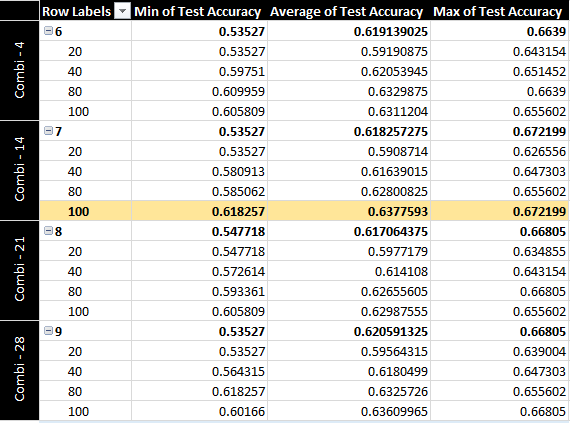 Row Labels Min of Test Accuracy Average of Test Accuracy Max of Test Accuracy
Combi - 4
6 0.53527 0.619139025 0.6639
20 0.53527 0.59190875 0.643154
40 0.59751 0.62053945 0.651452
80 0.609959 0.6329875 0.6639
100 0.605809 0.6311204 0.655602
Combi - 14
7 0.53527 0.618257275 0.672199
20 0.53527 0.5908714 0.626556
40 0.580913 0.61639015 0.647303
80 0.585062 0.62800825 0.655602
100 0.618257 0.6377593 0.672199
Combi - 21
8 0.547718 0.617064375 0.66805
20 0.547718 0.5977179 0.634855
40 0.572614 0.614108 0.643154
80 0.593361 0.62655605 0.66805
100 0.605809 0.62987555 0.655602
Combi - 28
9 0.53527 0.620591325 0.66805
20 0.53527 0.59564315 0.639004
40 0.564315 0.6180499 0.647303
80 0.618257 0.6325726 0.655602
100 0.60166 0.63609965 0.66805